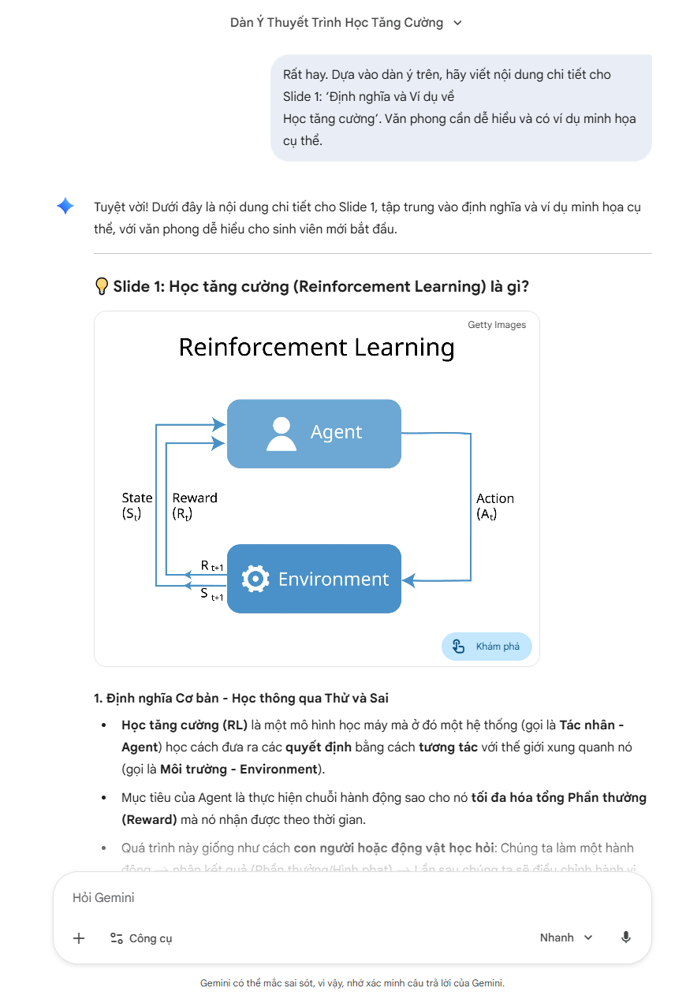 Dàn Ý Thuyết Trình Học Tăng Cường
Rất hay. Dựa vào dàn ý trên, hãy viết nội dung chi tiết cho
Slide 1: ‘Định nghĩa và Ví dụ về
Học tăng cường’. Văn phong cần dễ hiểu và có ví dụ minh họa
cụ thể.
Tuyệt vời! Dưới đây là nội dung chi tiết cho Slide 1, tập trung vào định nghĩa và ví dụ minh họa cụ
thể, với văn phong dễ hiểu cho sinh viên mới bắt đầu.
💡 Slide 1: Học tăng cường (Reinforcement Learning) là gì?
Getty Images
Reinforcement Learning
Agent
State
(St)
Reward
(Rt)
Action
(At)
R t+1
Environment
S t+1
Khám phá
1. Định nghĩa Cơ bản - Học thông qua Thử và Sai
• Học tăng cường (RL) là một mô hình học máy mà ở đó một hệ thống (gọi là Tác nhân -
Agent) học cách đưa ra các quyết định bằng cách tương tác với thế giới xung quanh nó
(gọi là Môi trường - Environment).
• Mục tiêu của Agent là thực hiện chuỗi hành động sao cho nó tối đa hóa tổng Phần thưởng
(Reward) mà nó nhận được theo thời gian.
• Quá trình này giống như cách con người hoặc động vật học hỏi: Chúng ta làm một hành
động → nhận kết quả (Phần thưởng/Hình phạt) → Lần sau chúng ta sẽ điều chỉnh hành vi
Hỏi Gemini
Công cụ
Nhanh
Gemini có thể mắc sai sót, vì vậy, nhớ xác minh câu trả lời của Gemini.